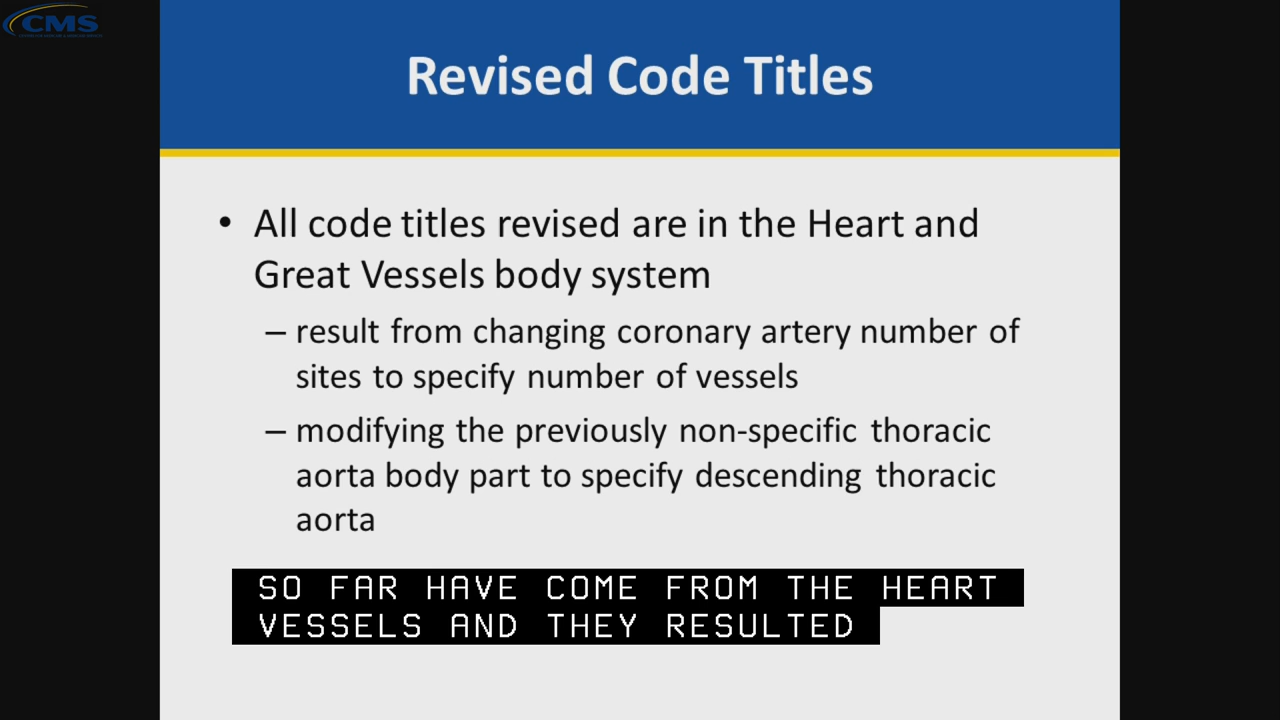 CMS
Revised Code Titles
• All code titles revised are in the Heart and
Great Vessels body system
– result from changing coronary artery number of
sites to specify number of vessels
– modifying the previously non-specific thoracic
aorta body part to specify descending thoracic
aorta
SO FAR HAVE COME FROM THE HEART
VESSELS AND THEY RESULTED